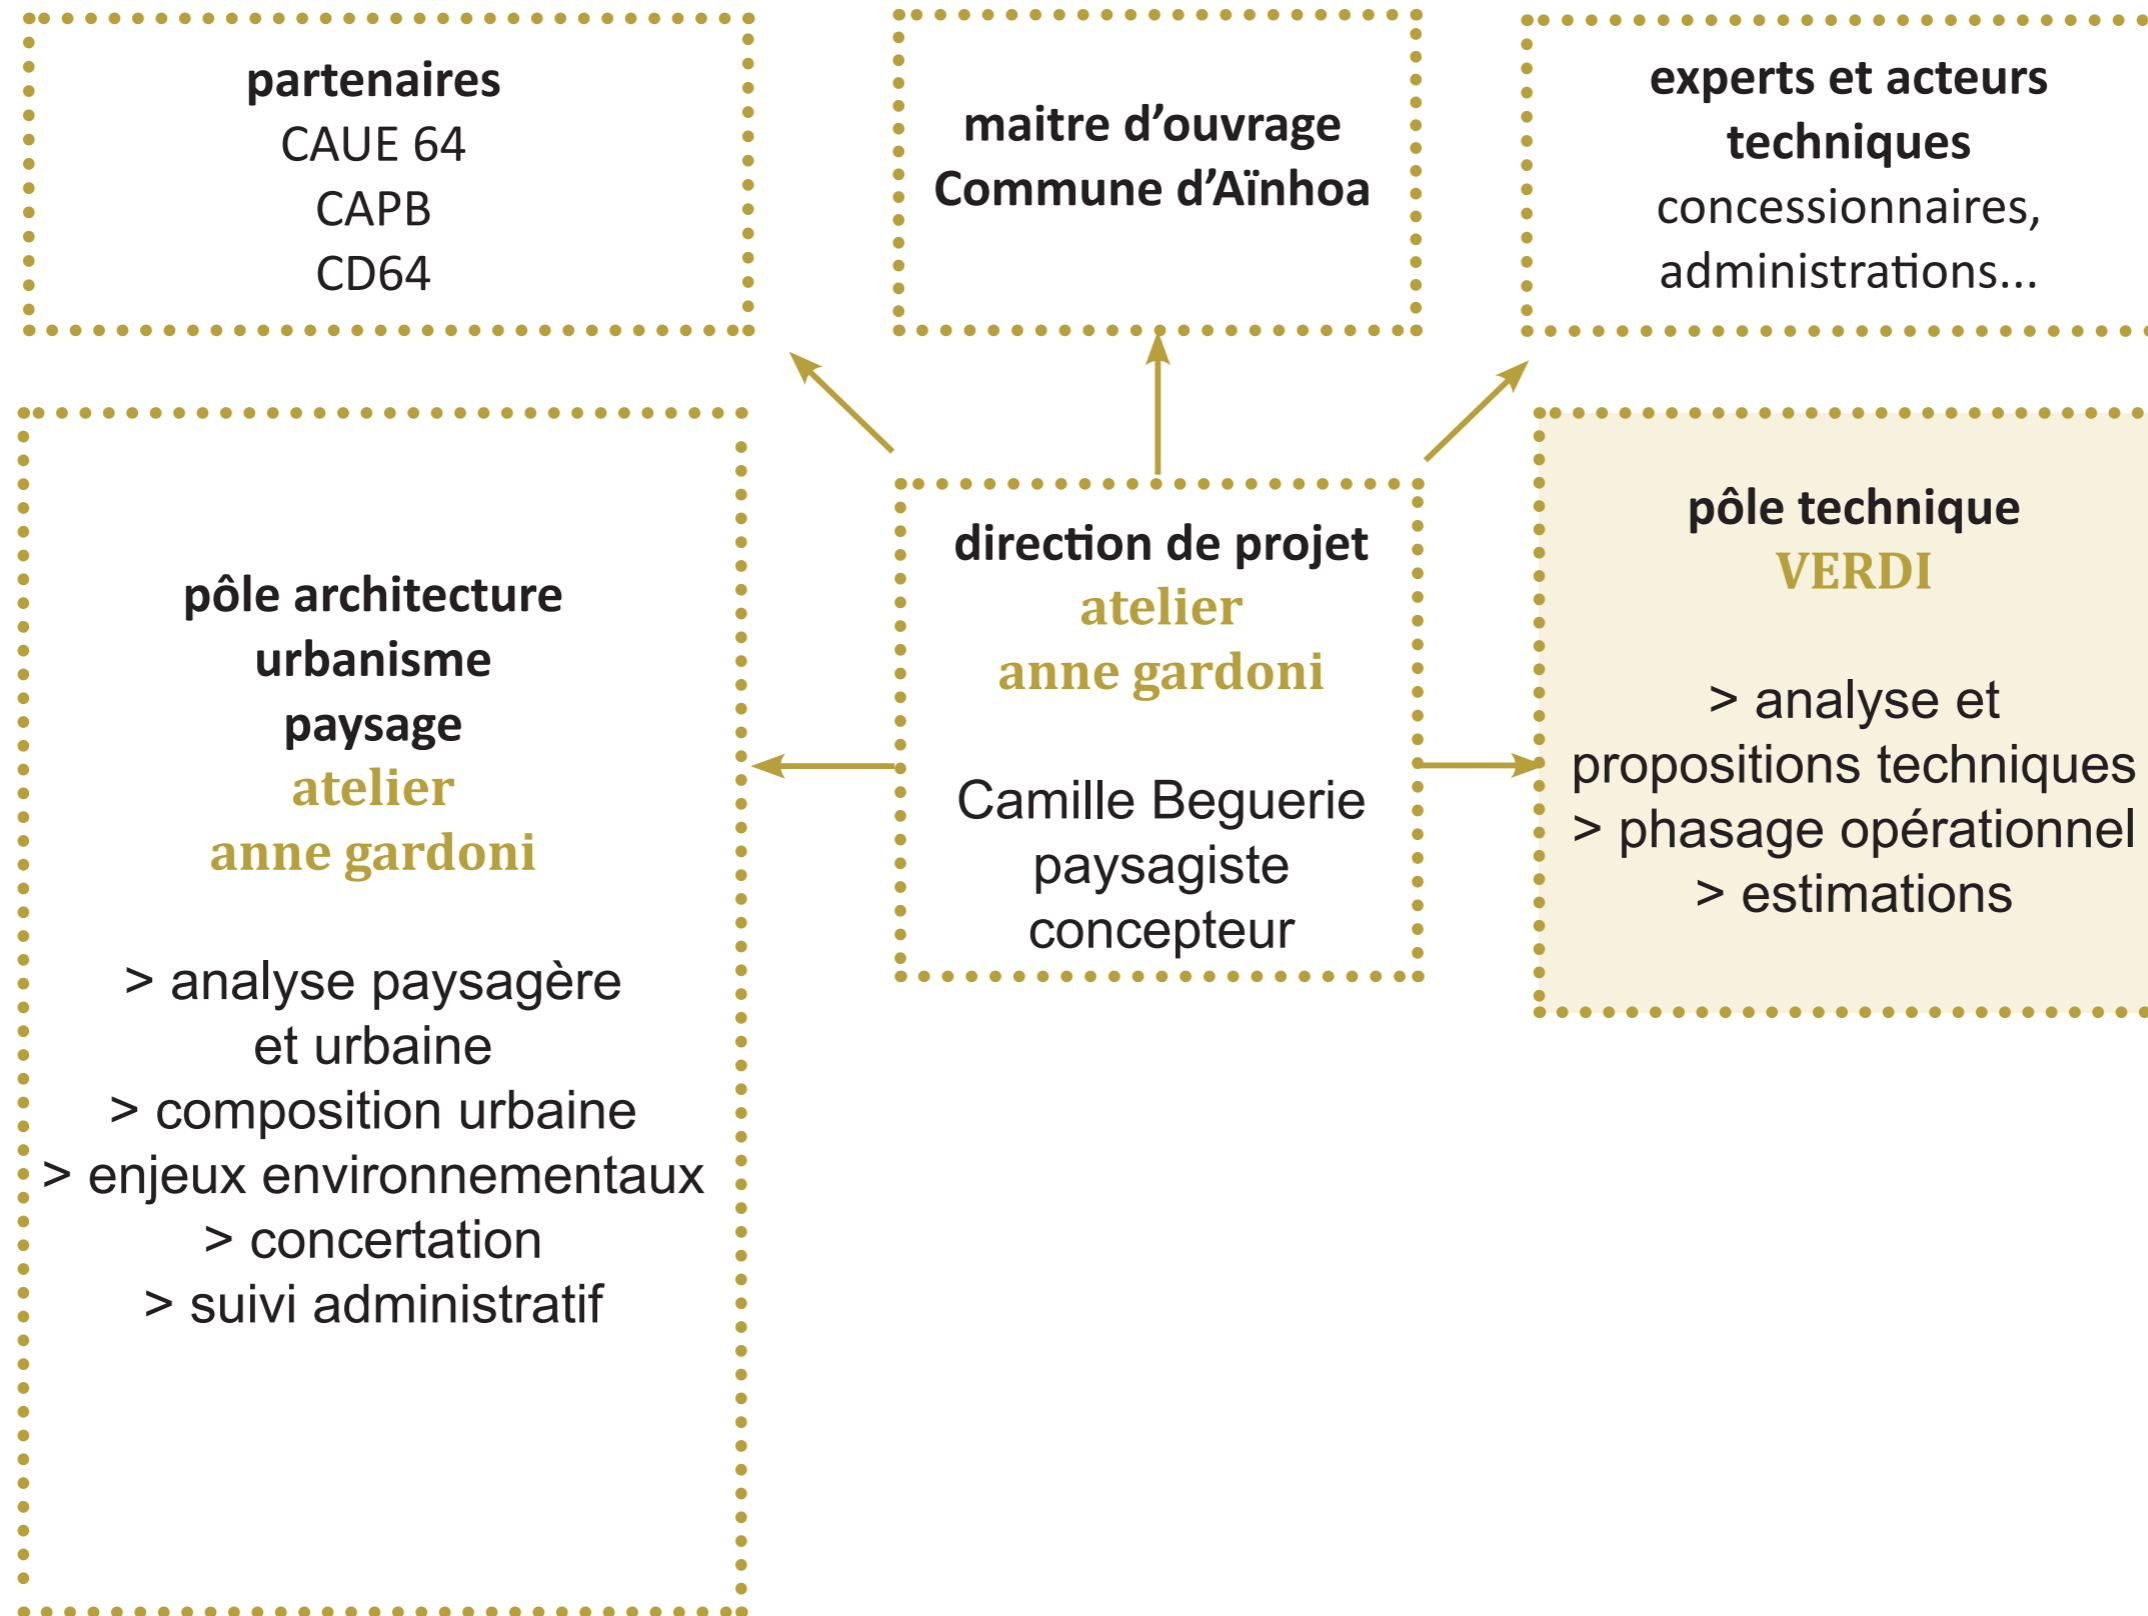 partenaires
CAUE 64
CAPB
CD64
maitre d’ouvrage
Commune d’Aïnhoa
experts et acteurs
techniques
concessionnaires,
administrations...
pôle architecture
urbanisme
paysage
atelier
anne gardoni
> analyse paysagère
et urbaine
> composition urbaine
> enjeux environnementaux
> concertation
> suivi administratif
direction de projet
atelier
anne gardoni
Camille Beguerie
paysagiste
concepteur
pôle technique
VERDI
> analyse et
propositions techniques
> phasage opérationnel
> estimations